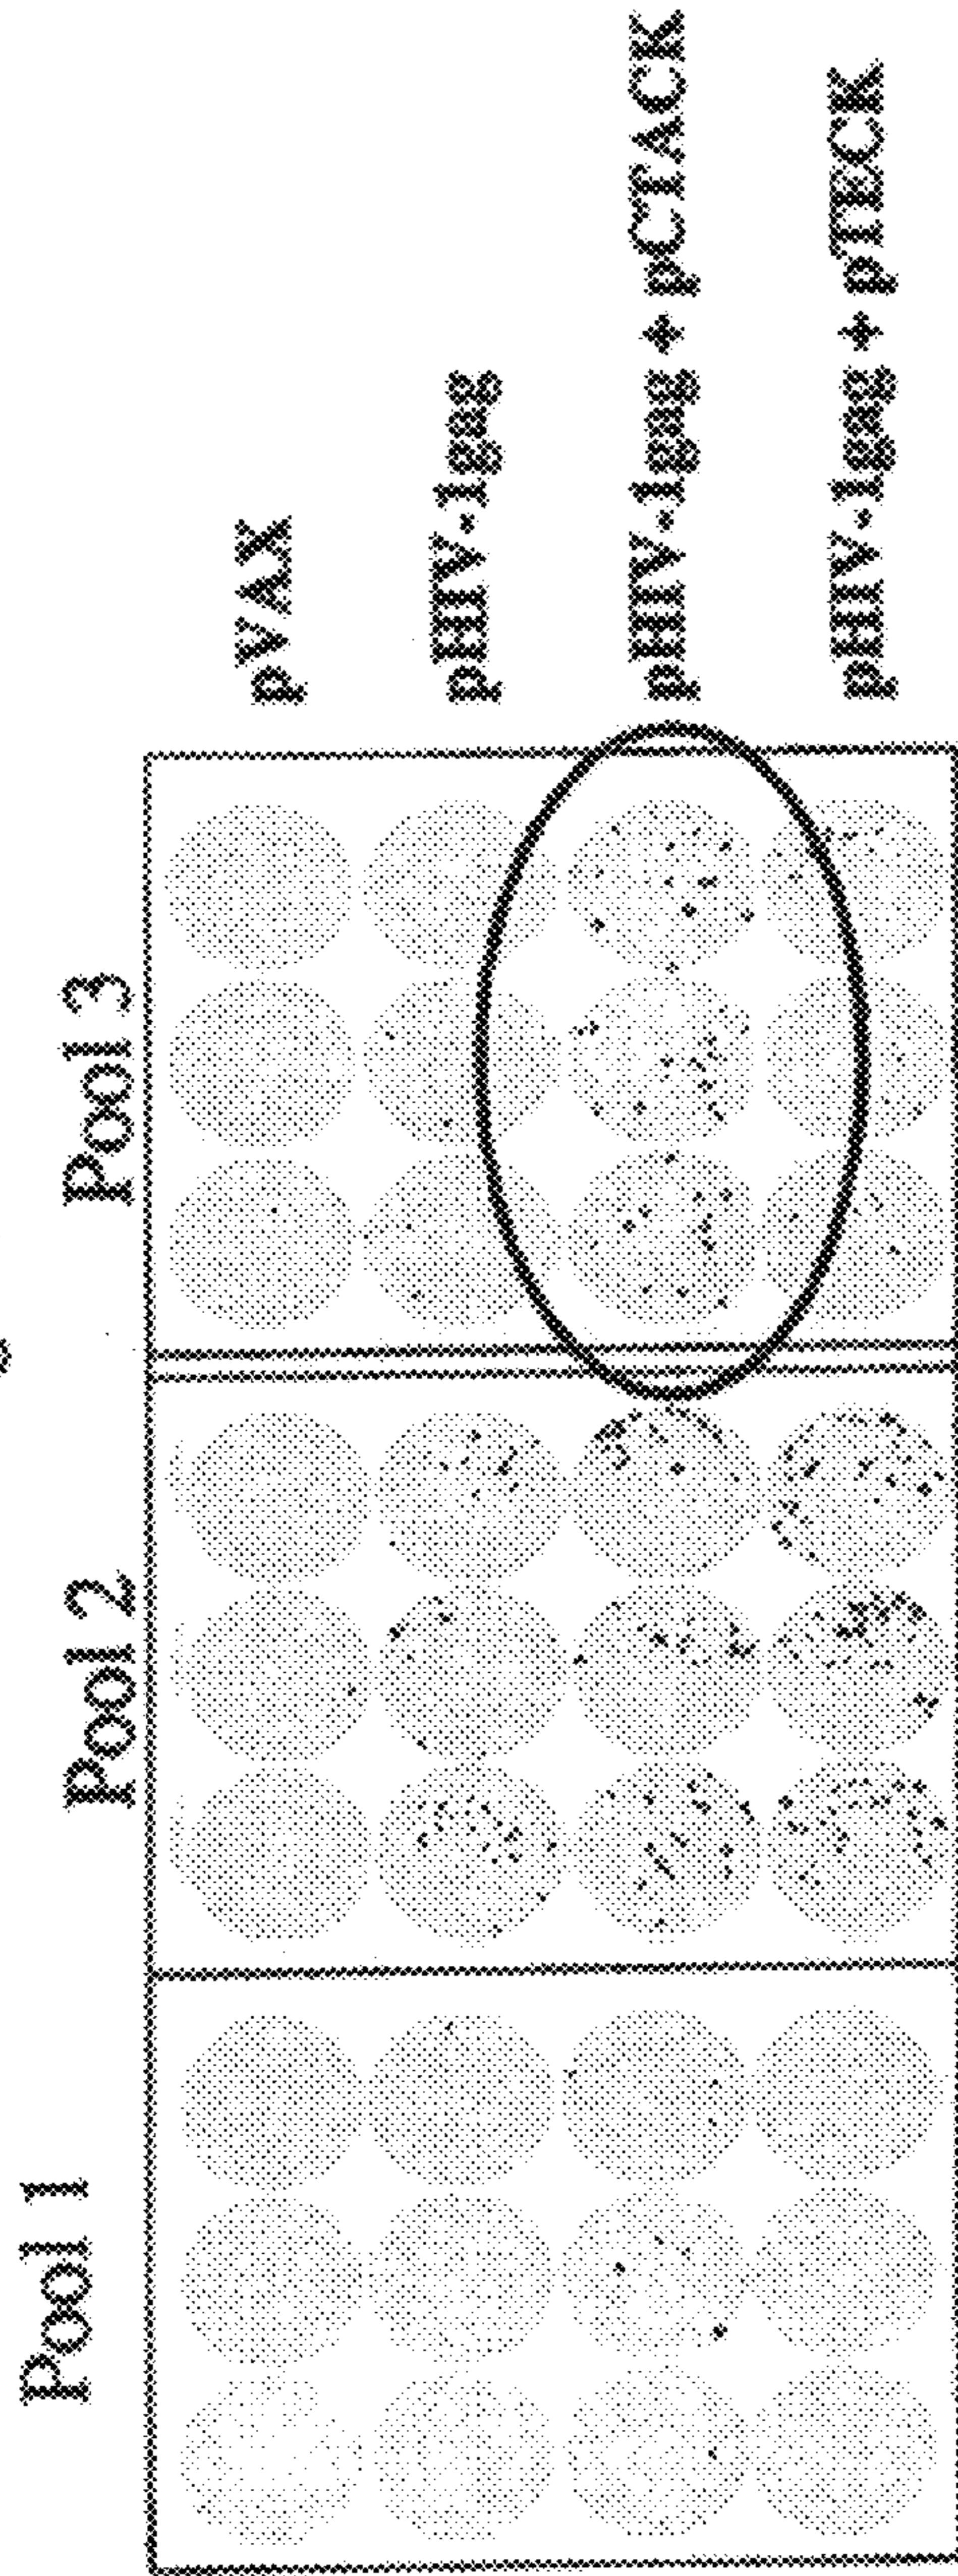 Pool 1
Pool 2
Pool 3
pVAX
pHIV-1gag
pHIV-1gag + pCTACK
pHIV-1gag + pTECK